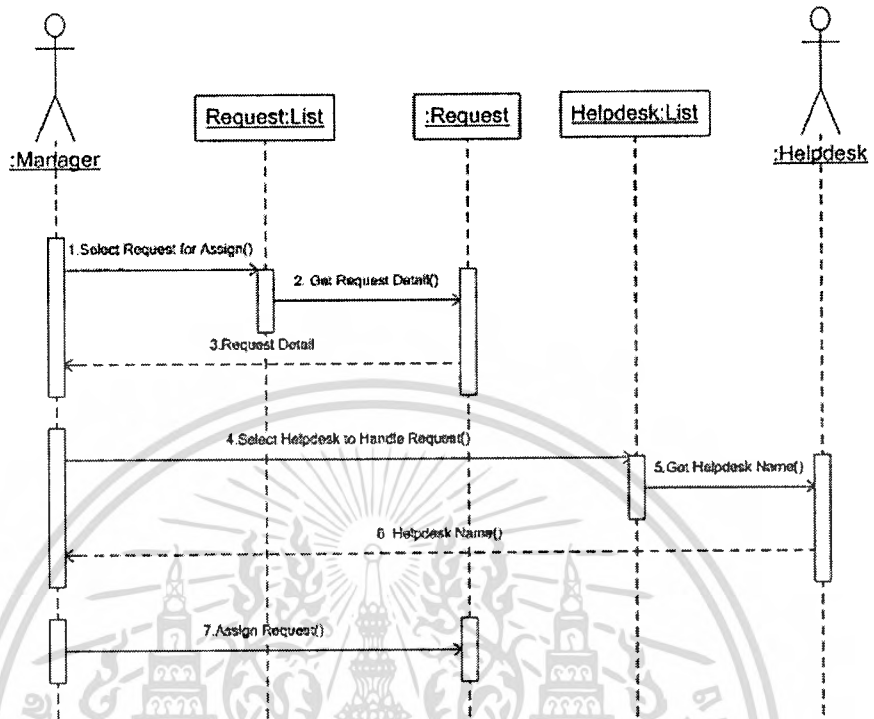 Request:List
:Request
Helpdesk:List
:Manager
:Helpdesk
1.Select Request for Assign()
2. Get Request Detail()
3.Request Detail
4.Select Helpdesk to Handle Request()
5.Get Helpdesk Name()
6 Helpdesk Name()
7.Assign Request()